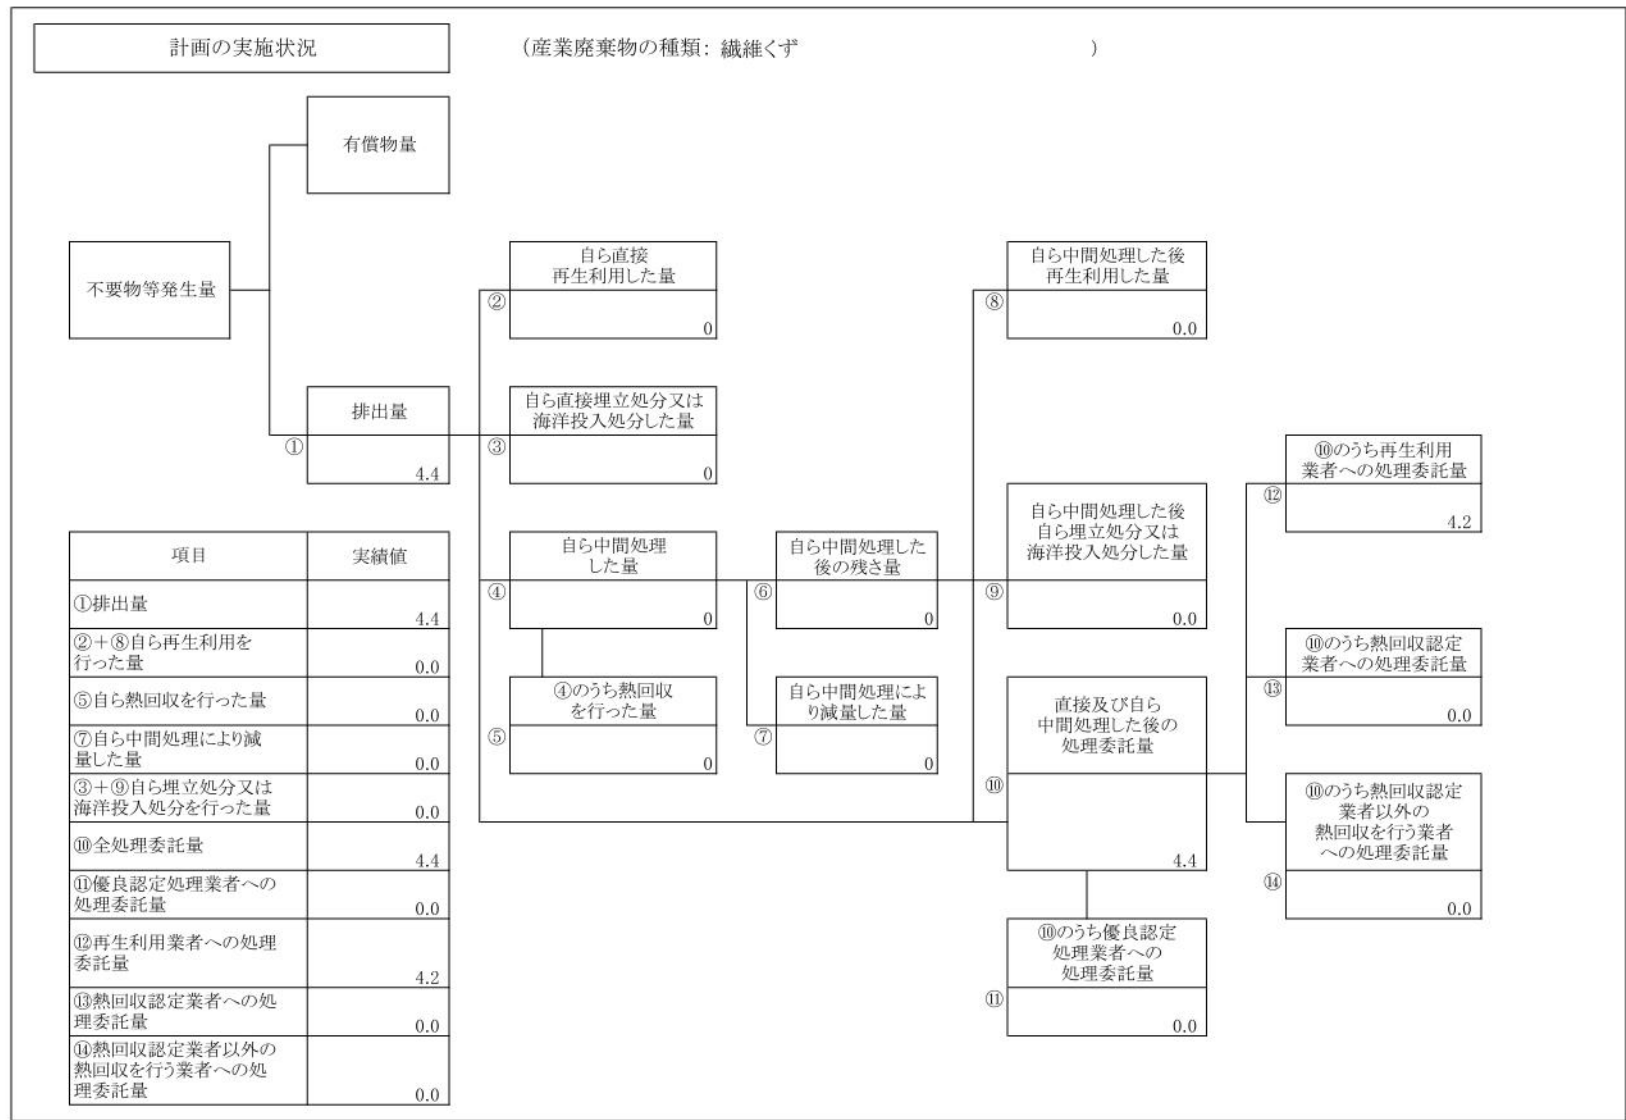 計画の実施状況
（産業廃棄物の種類：繊維くず　）
有償物量
不要物等発生量
自ら直接
再生利用した量
②
0
自ら中間処理した後
再生利用した量
⑧
0.0
排出量
①
4.4
自ら直接埋立処分又は
海洋投入処分した量
③
0
⑩のうち再生利用
業者への処理委託量
⑫
4.2
自ら中間処理
した量
④
0
自ら中間処理した
後の残さ量
⑥
0
自ら中間処理した後
自ら埋立処分又は
海洋投入処分した量
⑨
0.0
⑩のうち熱回収認定
業者への処理委託量
⑬
0.0
④のうち熱回収
を行った量
⑤
0
自ら中間処理によ
り減量した量
⑦
0
直接及び自ら
中間処理した後の
処理委託量
⑩
4.4
⑩のうち熱回収認定
業者以外の
熱回収を行う業者
への処理委託量
⑭
0.0
⑩のうち優良認定
処理業者への
処理委託量
⑪
0.0
項目 実績値
①排出量
4.4
②＋⑧自ら再生利用を
行った量
0.0
⑤自ら熱回収を行った量
0.0
⑦自ら中間処理により減
量した量
0.0
③＋⑨自ら埋立処分又は
海洋投入処分を行った量
0.0
⑩全処理委託量
4.4
⑪優良認定処理業者への
処理委託量
0.0
⑫再生利用業者への処理
委託量
4.2
⑬熱回収認定業者への処
理委託量
0.0
⑭熱回収認定業者以外の
熱回収を行う業者への処
理委託量
0.0